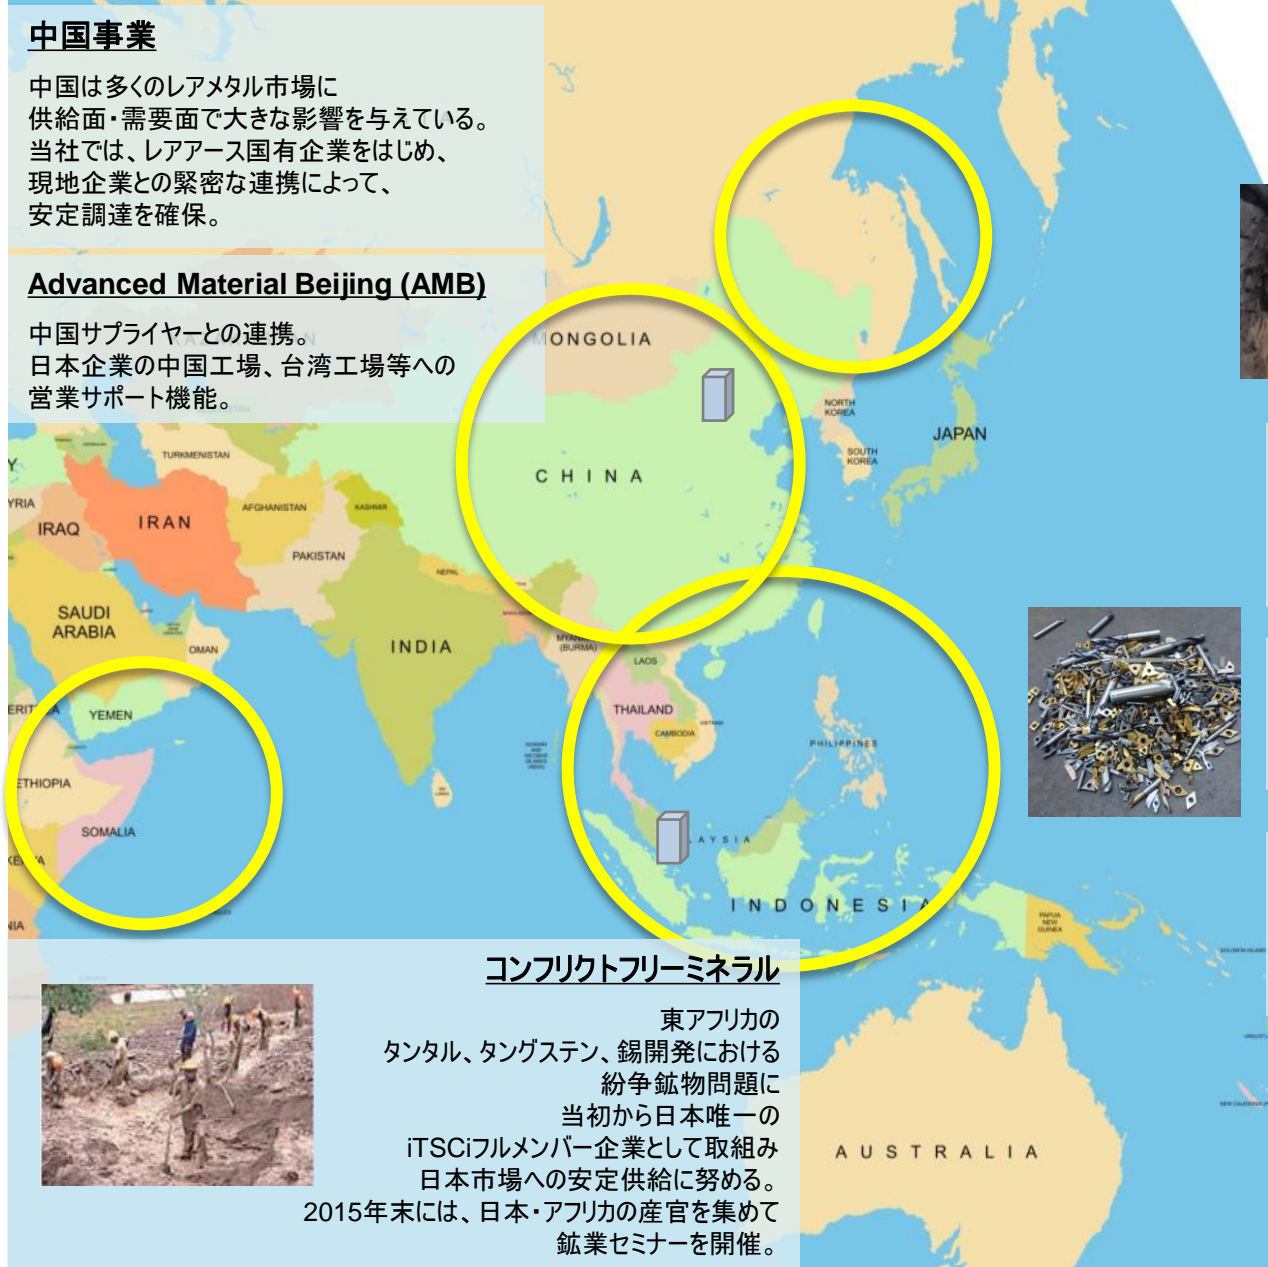 中国事業
中国は多くのレアメタル市場に
供給面・需要面で大きな影響を与えている。
当社では、レアアース国有企業をはじめ、
現地企業との緊密な連携によって、
安定調達を確保。
Advanced Material Beijing (AMB)
中国サプライヤーとの連携。
日本企業の中国工場、台湾工場等への
営業サポート機能。
MONGOLIA
NORTH
KOREA
SOUTH
KOREA
JAPAN
CHINA
TURKMENISTAN
AFGHANISTAN
KASHMIR
IRAQ
IRAN
PAKISTAN
NEPAL
SAUDI
ARABIA
OMAN
YEMEN
INDIA
LAOS
THAILAND
CAMBODIA
VIETNAM
PHILIPPINES
ETHIOPIA
SOMALIA
SRI
LANKA
INDONESIA
PAPUA
NEW
GUINEA
AUSTRALIA
コンフリクトフリーミネラル
東アフリカの
タンタル、タングステン、錫開発における
紛争鉱物問題に
当初から日本唯一の
iTSCiフルメンバー企業として取組み
日本市場への安定供給に努める。
2015年末には、日本・アフリカの産官を集めて
鉱業セミナーを開催。